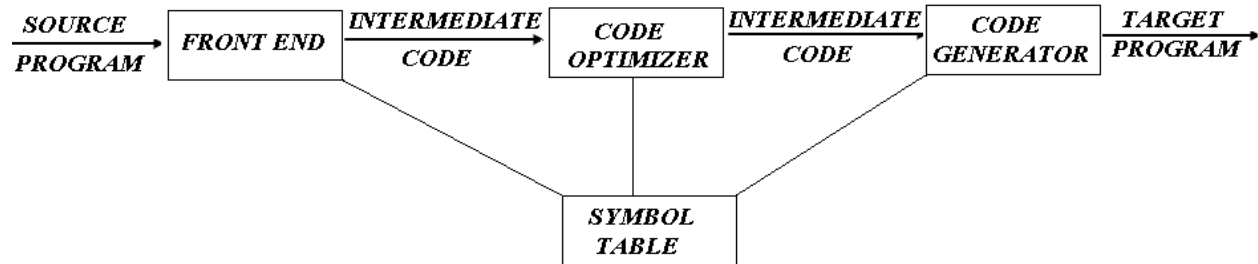 SOURCE
PROGRAM
FRONT END
INTERMEDIATE
CODE
CODE
OPTIMIZER
INTERMEDIATE
CODE
CODE
GENERATOR
TARGET
PROGRAM
SYMBOL
TABLE